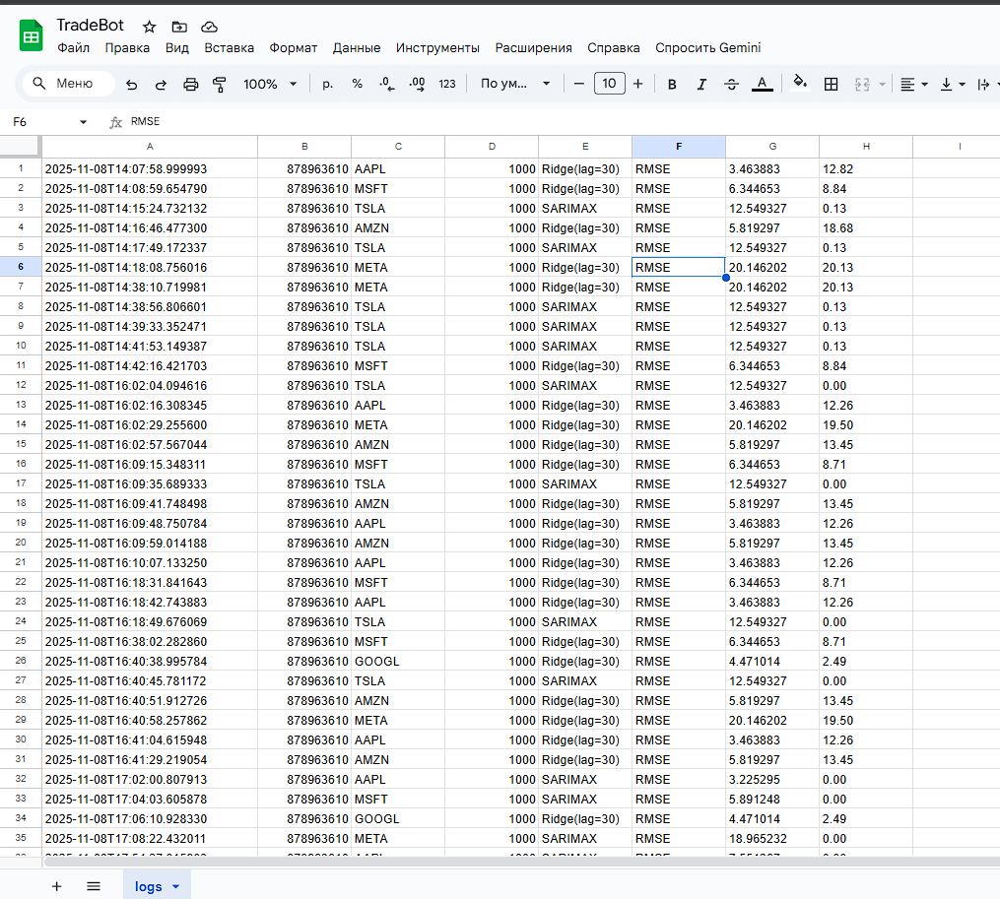 TradeBot
Файл Правка Вид Вставка Формат Данные Инструменты Расширения Справка Спросить Gemini
Меню 100% р. % .0 .00 123 По ум... − 10 + B I A
F6 fx RMSE
A B C D E F G H I
1 2025-11-08T14:07:58.999993 878963610 AAPL 1000 Ridge(lag=30) RMSE 3.463883 12.82
2 2025-11-08T14:08:59.654790 878963610 MSFT 1000 Ridge(lag=30) RMSE 6.344653 8.84
3 2025-11-08T14:15:24.732132 878963610 TSLA 1000 SARIMAX RMSE 12.549327 0.13
4 2025-11-08T14:16:46.477300 878963610 AMZN 1000 Ridge(lag=30) RMSE 5.819297 18.68
5 2025-11-08T14:17:49.172337 878963610 TSLA 1000 SARIMAX RMSE 12.549327 0.13
6 2025-11-08T14:18:08.756016 878963610 META 1000 Ridge(lag=30) RMSE 20.146202 20.13
7 2025-11-08T14:38:10.719981 878963610 META 1000 Ridge(lag=30) RMSE 20.146202 20.13
8 2025-11-08T14:38:56.806601 878963610 TSLA 1000 SARIMAX RMSE 12.549327 0.13
9 2025-11-08T14:39:33.352471 878963610 TSLA 1000 SARIMAX RMSE 12.549327 0.13
10 2025-11-08T14:41:53.149387 878963610 TSLA 1000 SARIMAX RMSE 12.549327 0.13
11 2025-11-08T14:42:16.421703 878963610 MSFT 1000 Ridge(lag=30) RMSE 6.344653 8.84
12 2025-11-08T16:02:04.094616 878963610 TSLA 1000 SARIMAX RMSE 12.549327 0.00
13 2025-11-08T16:02:16.308345 878963610 AAPL 1000 Ridge(lag=30) RMSE 3.463883 12.26
14 2025-11-08T16:02:29.255600 878963610 META 1000 Ridge(lag=30) RMSE 20.146202 19.50
15 2025-11-08T16:02:57.567044 878963610 AMZN 1000 Ridge(lag=30) RMSE 5.819297 13.45
16 2025-11-08T16:09:15.348311 878963610 MSFT 1000 Ridge(lag=30) RMSE 6.344653 8.71
17 2025-11-08T16:09:35.689333 878963610 TSLA 1000 SARIMAX RMSE 12.549327 0.00
18 2025-11-08T16:09:41.748498 878963610 AMZN 1000 Ridge(lag=30) RMSE 5.819297 13.45
19 2025-11-08T16:09:48.750784 878963610 AAPL 1000 Ridge(lag=30) RMSE 3.463883 12.26
20 2025-11-08T16:09:59.014188 878963610 AMZN 1000 Ridge(lag=30) RMSE 5.819297 13.45
21 2025-11-08T16:10:07.133250 878963610 AAPL 1000 Ridge(lag=30) RMSE 3.463883 12.26
22 2025-11-08T16:18:31.841643 878963610 MSFT 1000 Ridge(lag=30) RMSE 6.344653 8.71
23 2025-11-08T16:18:42.743883 878963610 AAPL 1000 Ridge(lag=30) RMSE 3.463883 12.26
24 2025-11-08T16:18:49.676069 878963610 TSLA 1000 SARIMAX RMSE 12.549327 0.00
25 2025-11-08T16:38:02.282860 878963610 MSFT 1000 Ridge(lag=30) RMSE 6.344653 8.71
26 2025-11-08T16:40:38.995784 878963610 GOOGL 1000 Ridge(lag=30) RMSE 4.471014 2.49
27 2025-11-08T16:40:45.781172 878963610 TSLA 1000 SARIMAX RMSE 12.549327 0.00
28 2025-11-08T16:40:51.912726 878963610 AMZN 1000 Ridge(lag=30) RMSE 5.819297 13.45
29 2025-11-08T16:40:58.257862 878963610 META 1000 Ridge(lag=30) RMSE 20.146202 19.50
30 2025-11-08T16:41:04.615948 878963610 AAPL 1000 Ridge(lag=30) RMSE 3.463883 12.26
31 2025-11-08T16:41:29.219054 878963610 AMZN 1000 Ridge(lag=30) RMSE 5.819297 13.45
32 2025-11-08T17:02:00.807913 878963610 AAPL 1000 SARIMAX RMSE 3.225295 0.00
33 2025-11-08T17:04:03.605878 878963610 MSFT 1000 SARIMAX RMSE 5.891248 0.00
34 2025-11-08T17:06:10.928330 878963610 GOOGL 1000 Ridge(lag=30) RMSE 4.471014 2.49
35 2025-11-08T17:08:22.432011 878963610 META 1000 SARIMAX RMSE 18.965232 0.00
logs